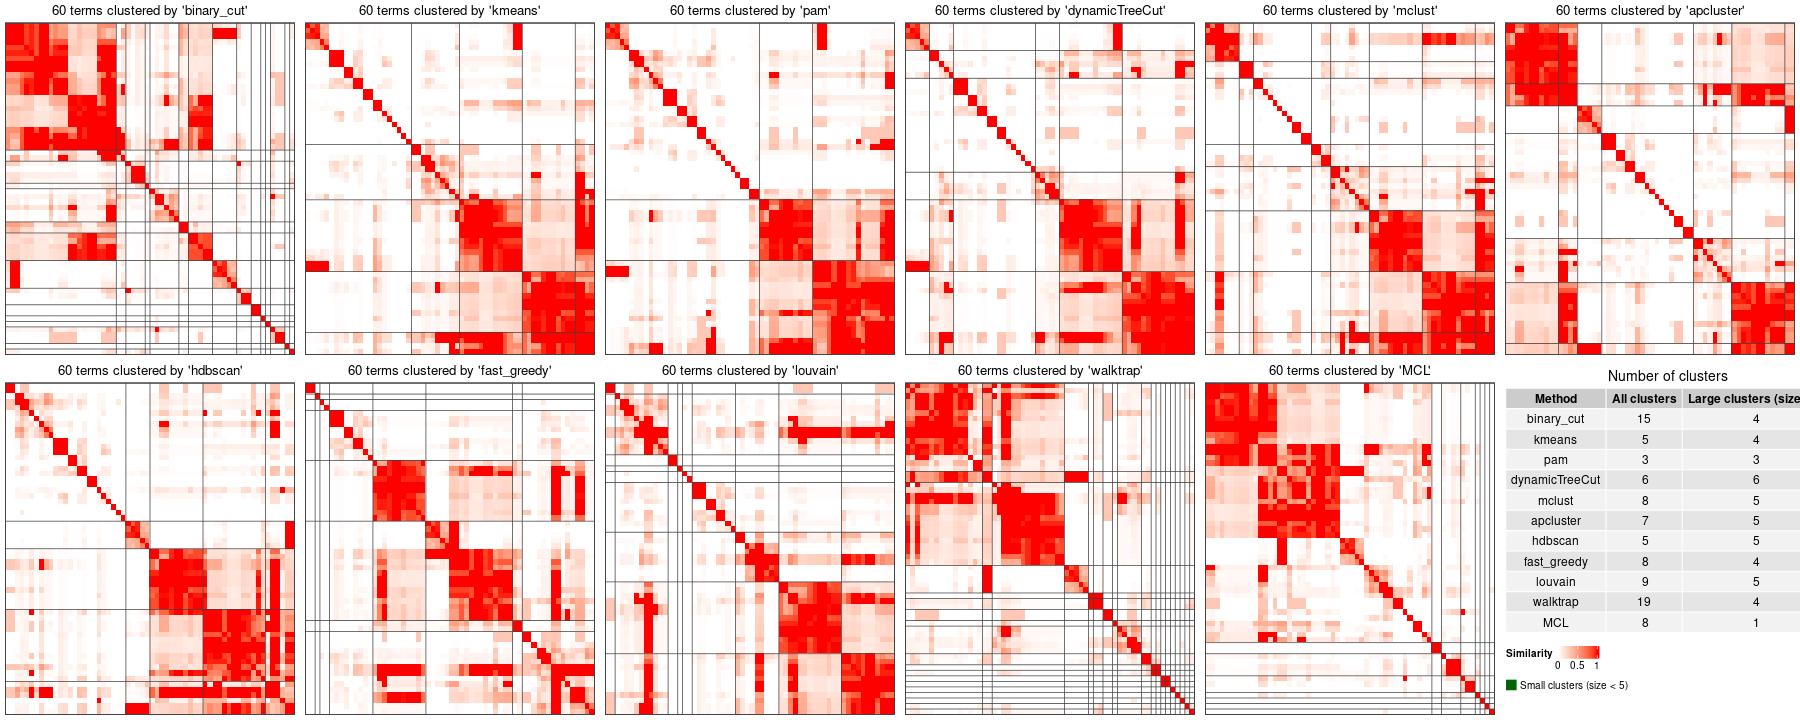 60 terms clustered by 'binary_cut'
60 terms clustered by 'kmeans'
60 terms clustered by 'pam'
60 terms clustered by 'dynamicTreeCut'
60 terms clustered by 'mclust'
60 terms clustered by 'apcluster'
60 terms clustered by 'hdbscan'
60 terms clustered by 'fast_greedy'
60 terms clustered by 'louvain'
60 terms clustered by 'walktrap'
60 terms clustered by 'MCL'
Number of clusters
Method All clusters Large clusters (size
binary_cut 15 4
kmeans 5 4
pam 3 3
dynamicTreeCut 6 6
mclust 8 5
apcluster 7 5
hdbscan 5 5
fast_greedy 8 4
louvain 9 5
walktrap 19 4
MCL 8 1
Similarity
0 0.5 1
Small clusters (size < 5)